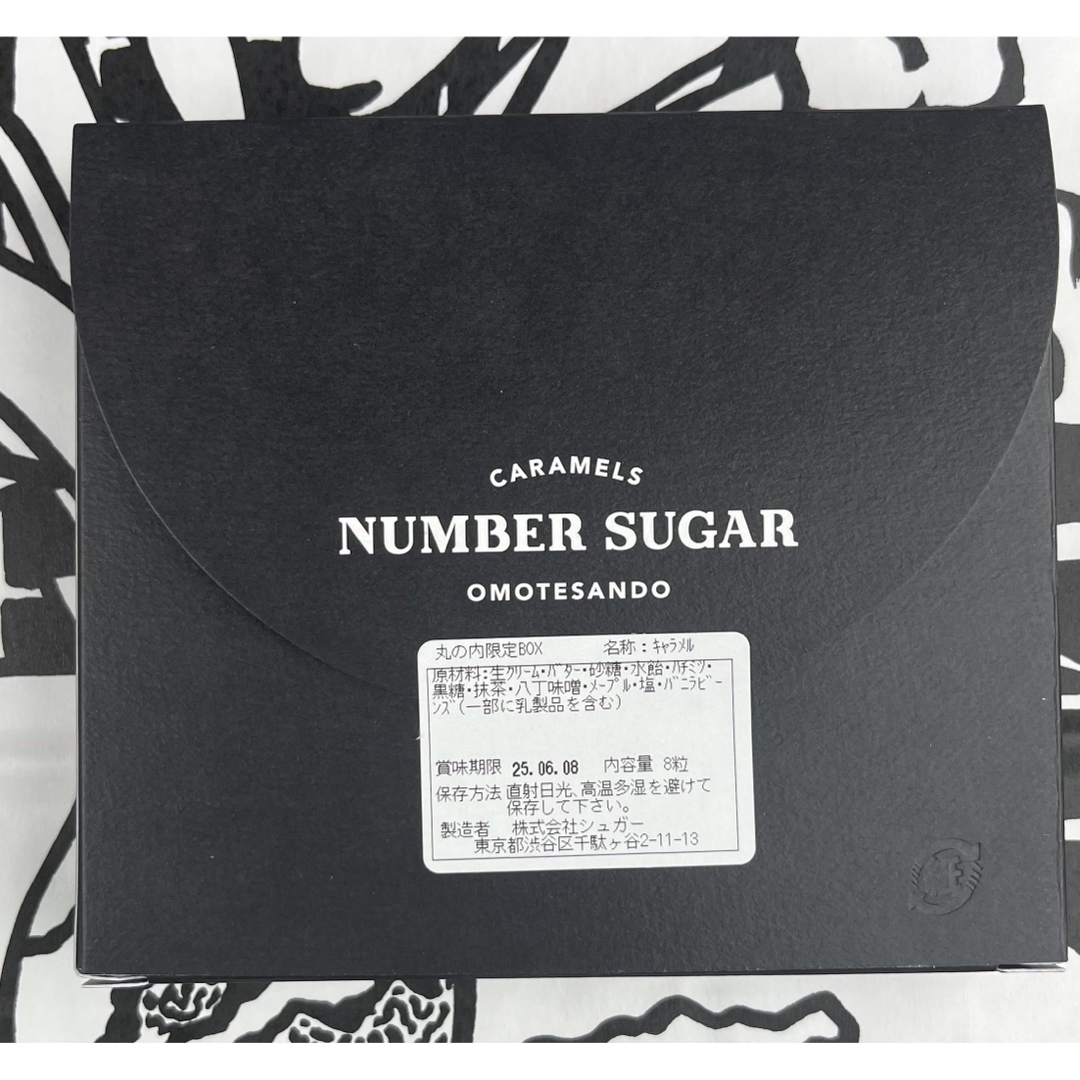 CARAMELS
NUMBER SUGAR
OMOTESANDO
丸の内限定BOX 名称：ｷｬﾗﾒﾙ
原材料：生ｸﾘｰﾑ・ﾊﾞﾀｰ・砂糖・水飴・ﾊﾁﾐﾂ・
黒糖・抹茶・八丁味噌・ﾒｰﾌﾟﾙ・塩・ﾊﾞﾆﾗﾋﾞｰ
ﾝｽﾞ(一部に乳製品を含む)
賞味期限 25.06.08 内容量 8粒
保存方法 直射日光、高温多湿を避けて
保存して下さい。
製造者 株式会社シュガー
東京都渋谷区千駄ヶ谷2-11-13